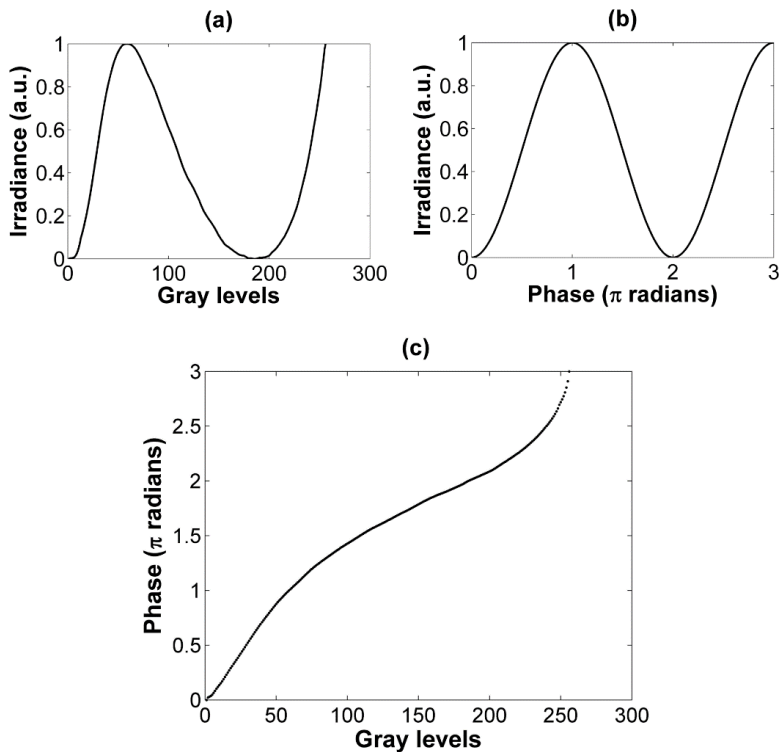 (a)
1
0.8
0.6
0.4
0.2
0
Irradiance (a.u.)
0 100 200 300
Gray levels
(b)
1
0.8
0.6
0.4
0.2
0
Irradiance (a.u.)
0 1 2 3
Phase (π radians)
(c)
3
2.5
2
1.5
1
0.5
0
Phase (π radians)
0 50 100 150 200 250 300
Gray levels